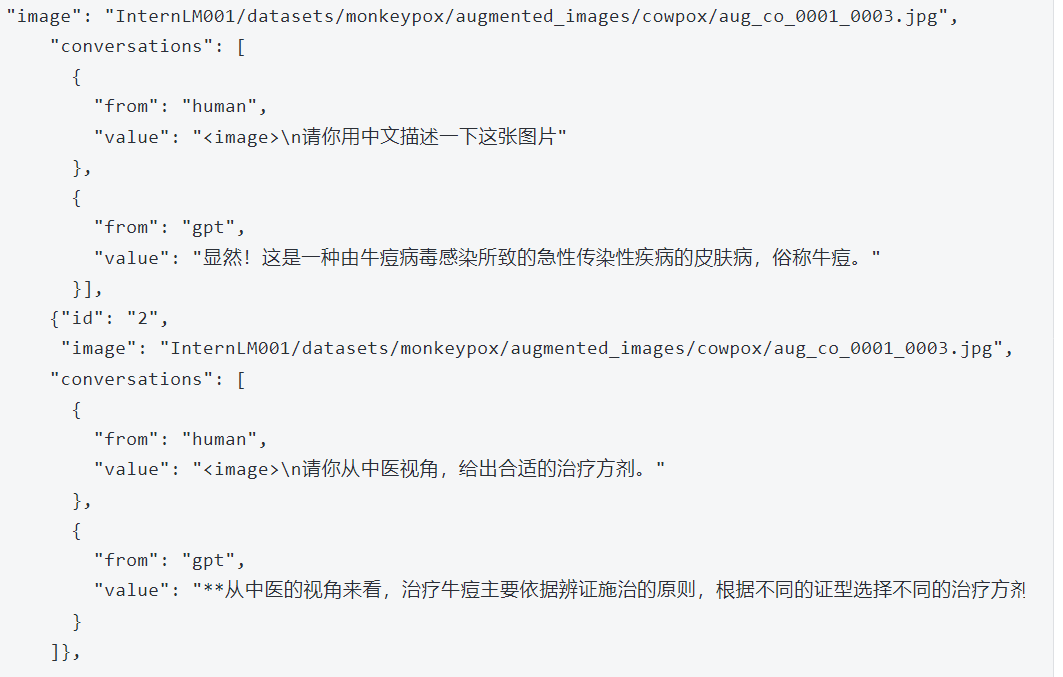 "image": "InternLM001/datasets/monkeypox/augmented_images/cowpox/aug_co_0001_0003.jpg",
"conversations": [
{
"from": "human",
"value": "<image>\n请你用中文描述一下这张图片"
},
{
"from": "gpt",
"value": "显然！这是一种由牛痘病毒感染所致的急性传染性疾病的皮肤病，俗称牛痘。"
}],
{"id": "2",
"image": "InternLM001/datasets/monkeypox/augmented_images/cowpox/aug_co_0001_0003.jpg",
"conversations": [
{
"from": "human",
"value": "<image>\n请你从中医视角，给出合适的治疗方剂。"
},
{
"from": "gpt",
"value": "**从中医的视角来看，治疗牛痘主要依据辨证施治的原则，根据不同的证型选择不同的治疗方剂
}
]},